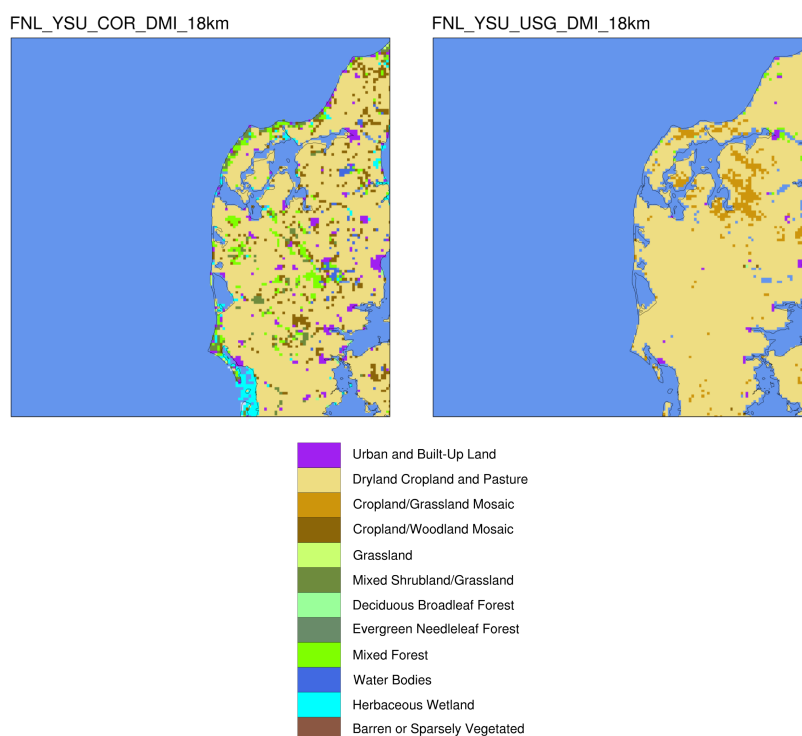 FNL_YSU_COR_DMI_18km
FNL_YSU_USG_DMI_18km
Urban and Built-Up Land
Dryland Cropland and Pasture
Cropland/Grassland Mosaic
Cropland/Woodland Mosaic
Grassland
Mixed Shrubland/Grassland
Deciduous Broadleaf Forest
Evergreen Needleleaf Forest
Mixed Forest
Water Bodies
Herbaceous Wetland
Barren or Sparsely Vegetated